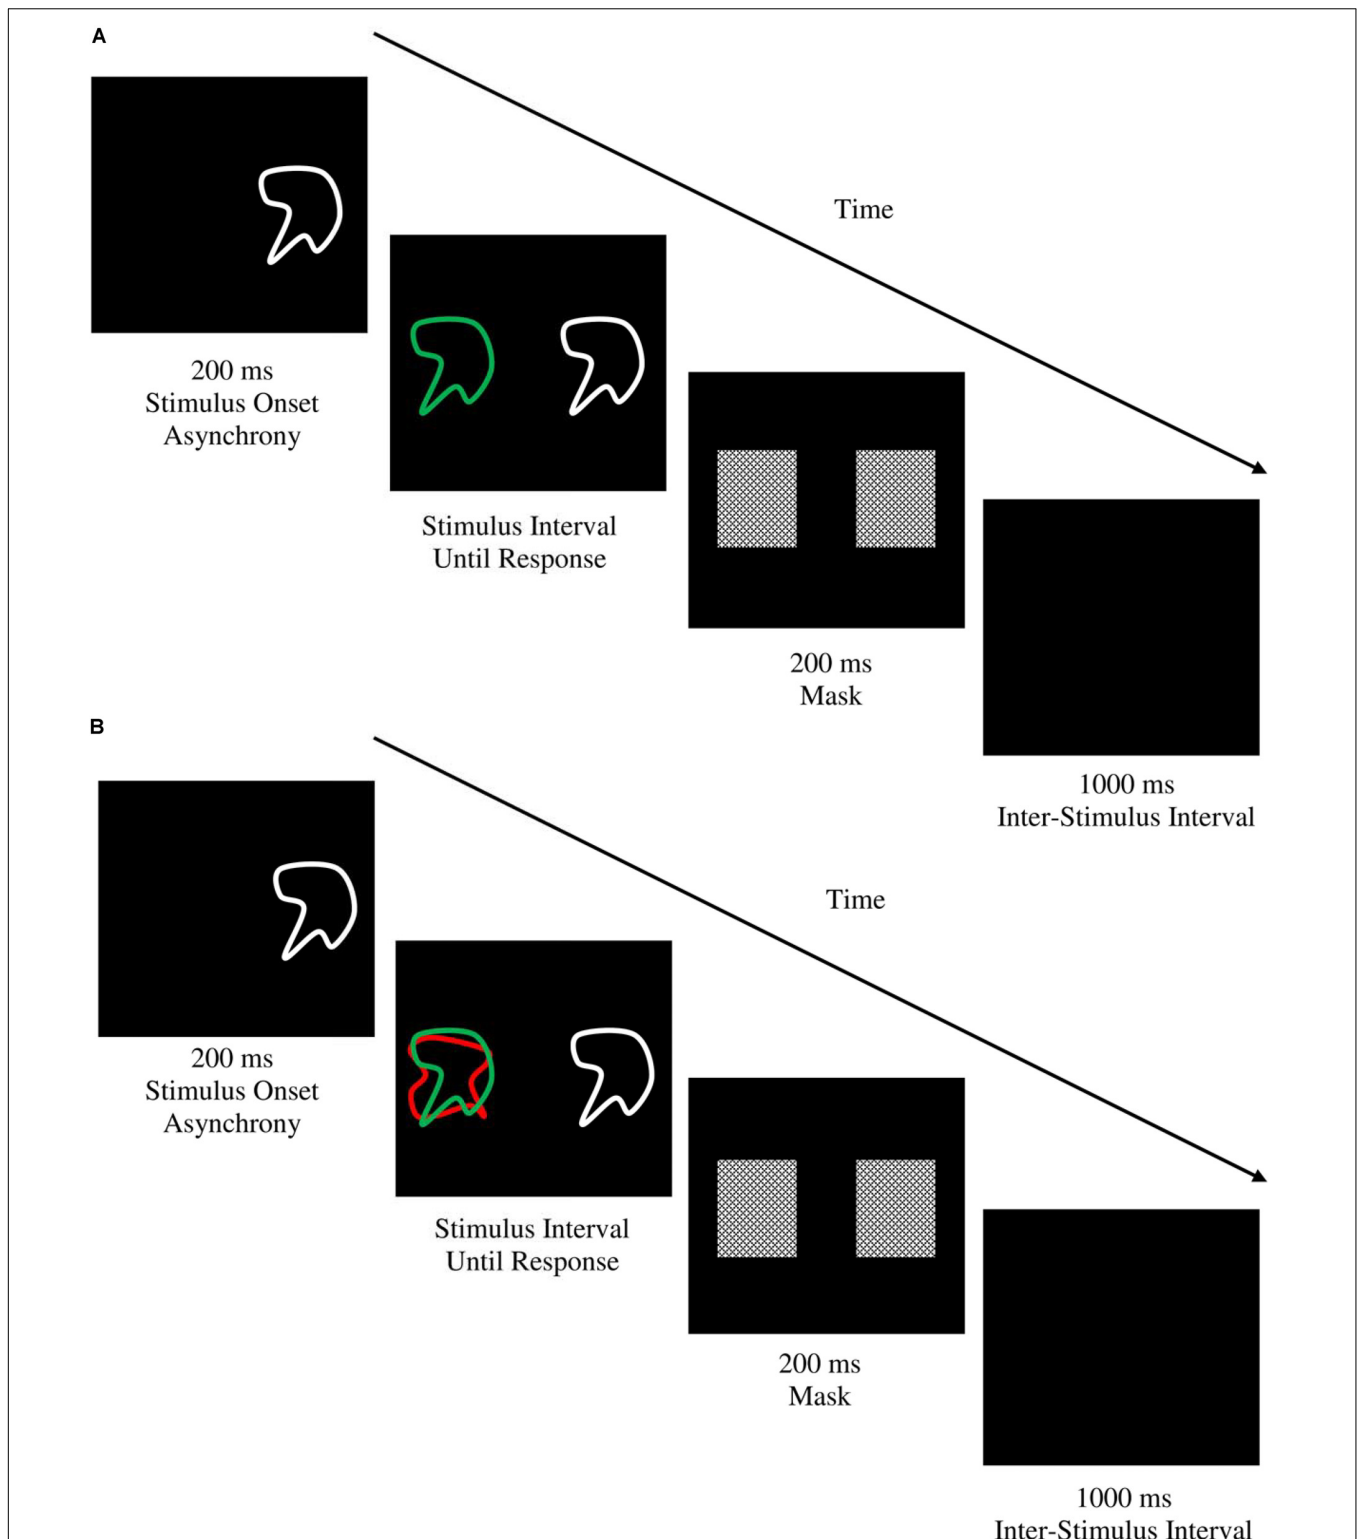 A
Time
200 ms
Stimulus Onset
Asynchrony
Stimulus Interval
Until Response
200 ms
Mask
1000 ms
Inter-Stimulus Interval
B
Time
200 ms
Stimulus Onset
Asynchrony
Stimulus Interval
Until Response
200 ms
Mask
1000 ms
Inter-Stimulus Interval